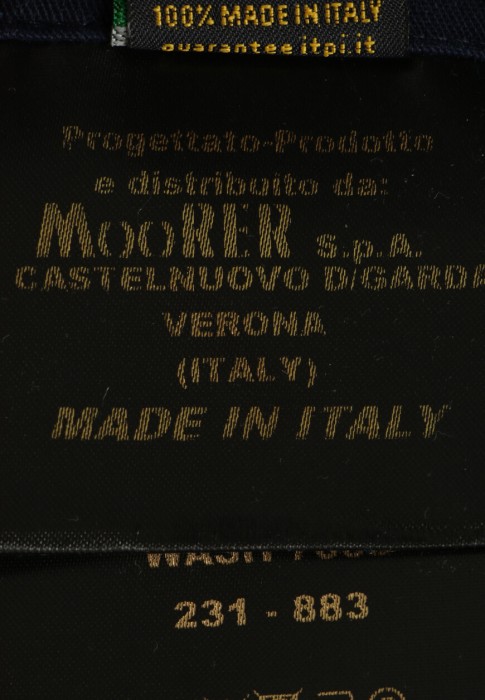 100% MADE IN ITALY
guarantee itpi.it
Progettato-Prodotto
e distribuito da:
MooRER s.p.A.
CASTELNUOVO D/GARDA
VERONA
(ITALY)
MADE IN ITALY
WASH
231 - 883